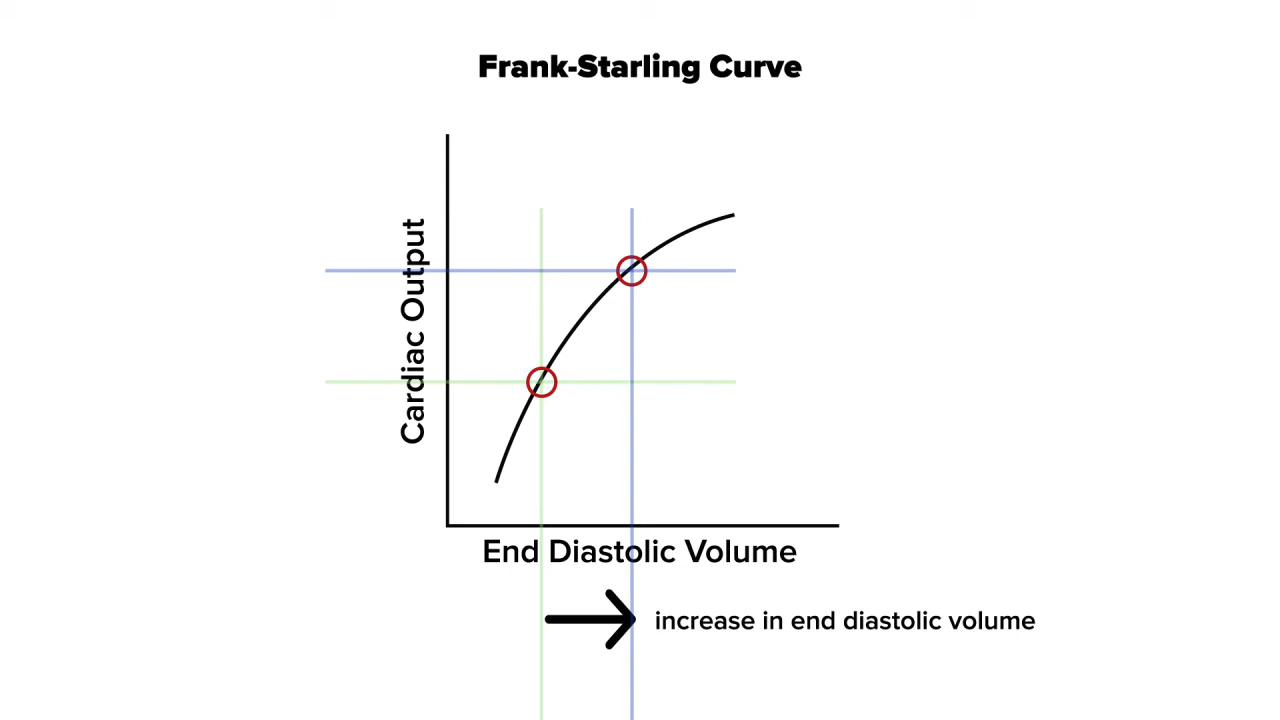 Frank-Starling Curve
Cardiac Output
End Diastolic Volume
increase in end diastolic volume